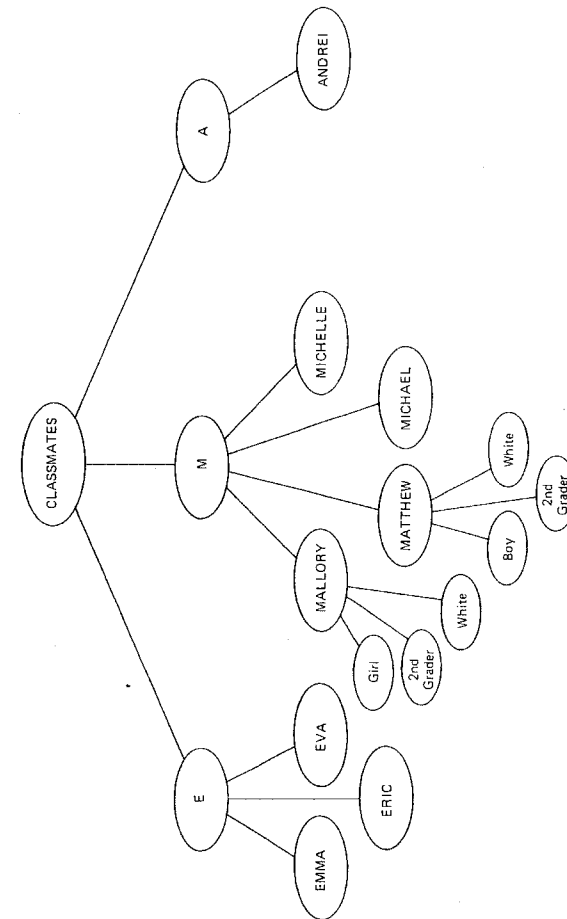 CLASSMATES
E
M
A
EMMA
ERIC
EVA
MALLORY
MATTHEW
MICHAEL
MICHELLE
ANDREI
Girl
2nd
Grader
White
Boy
2nd
Grader
White